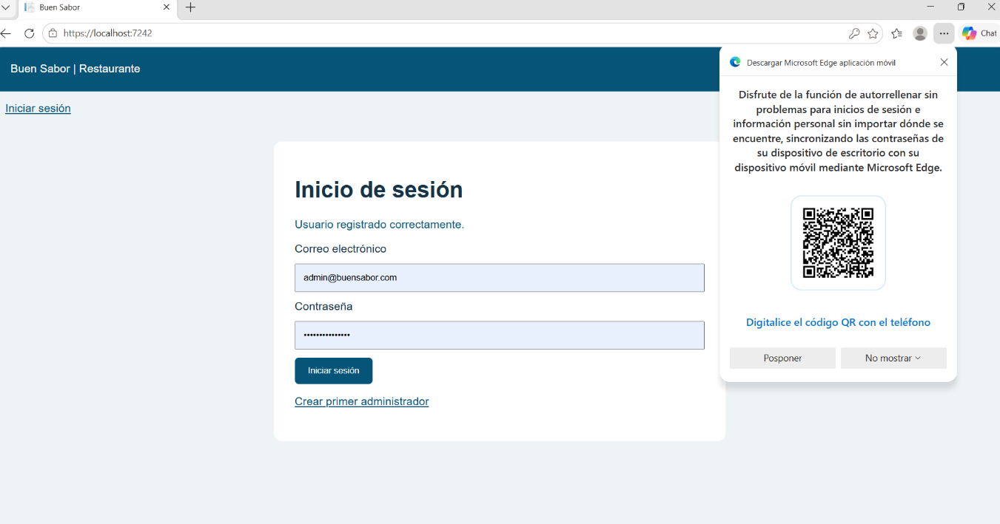 Buen Sabor
https://localhost:7242
Chat
Buen Sabor | Restaurante
Iniciar sesión
Inicio de sesión
Usuario registrado correctamente.
Correo electrónico
admin@buensabor.com
Contraseña
•••••••••••••••
Iniciar sesión
Crear primer administrador
Descargar Microsoft Edge aplicación móvil
Disfrute de la función de autorrellenar sin
problemas para inicios de sesión e
información personal sin importar dónde se
encuentre, sincronizando las contraseñas de
su dispositivo de escritorio con su
dispositivo móvil mediante Microsoft Edge.
Digitalice el código QR con el teléfono
Posponer
No mostrar